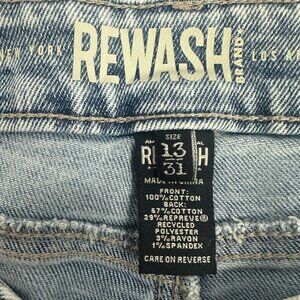 NEW YORK REWASH BRAND LOS A
SIZE
13
31
MADE IN CHINA
FRONT:
100%COTTON
BACK:
67%COTTON
29%REPREVE®
RECYCLED
POLYESTER
3%RAYON
1%SPANDEX
CARE ON REVERSE